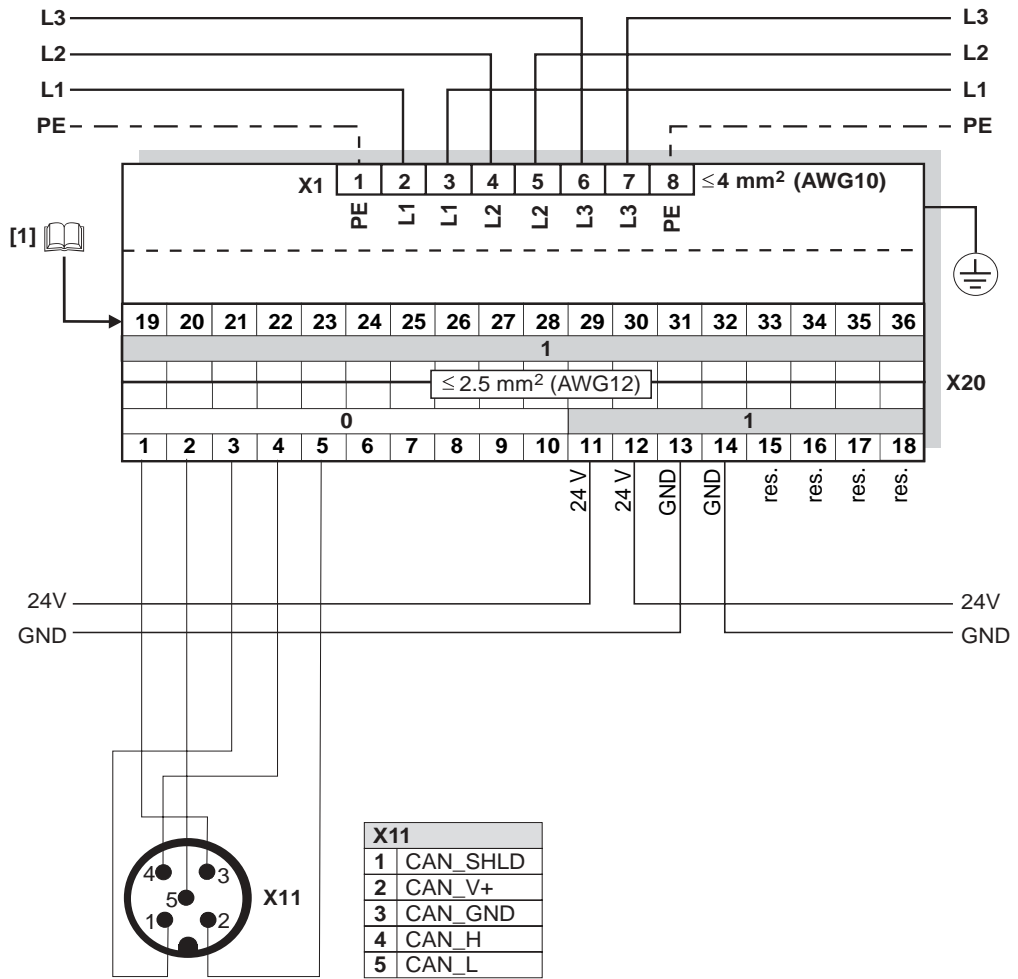 L3 L3
L2 L2
L1 L1
PE PE
X1 1 2 3 4 5 6 7 8 ≤4 mm² (AWG10)
PE L1 L1 L2 L2 L3 L3 PE
[1]
19 20 21 22 23 24 25 26 27 28 29 30 31 32 33 34 35 36
1
≤ 2.5 mm² (AWG12) X20
0 1
1 2 3 4 5 6 7 8 9 10 11 12 13 14 15 16 17 18
24 V 24 V GND GND res. res. res. res.
24V 24V
GND GND
4 3
5 X11
1 2
X11
1 CAN_SHLD
2 CAN_V+
3 CAN_GND
4 CAN_H
5 CAN_L